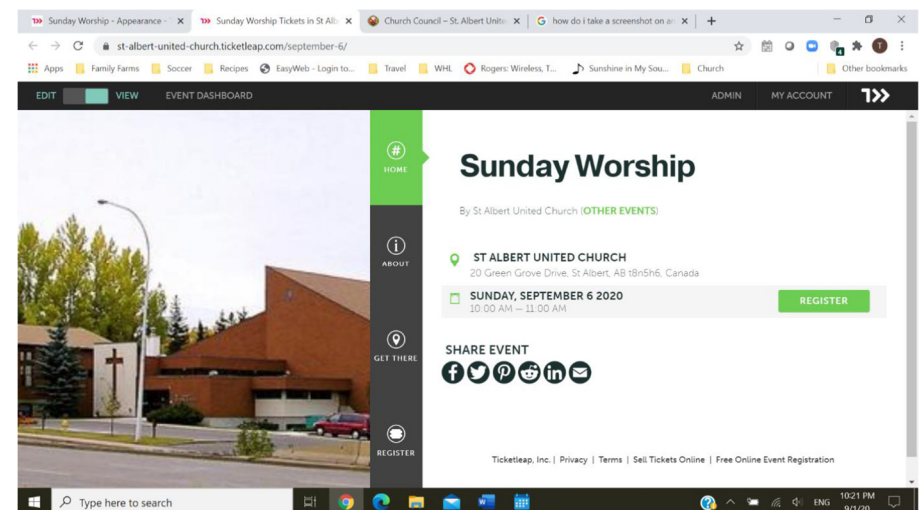 Sunday Worship - Appearance -
Sunday Worship Tickets in St Alb
Church Council – St. Albert Unite
how do i take a screenshot on an
st-albert-united-church.ticketleap.com/september-6/
Apps Family Farms Soccer Recipes EasyWeb - Login to... Travel WHL Rogers: Wireless, T... Sunshine in My Sou... Church Other bookmarks
EDIT VIEW EVENT DASHBOARD ADMIN MY ACCOUNT
HOME
ABOUT
GET THERE
REGISTER
Sunday Worship
By St Albert United Church (OTHER EVENTS)
ST ALBERT UNITED CHURCH
20 Green Grove Drive, St Albert, AB t8n5h6, Canada
SUNDAY, SEPTEMBER 6 2020
10:00 AM — 11:00 AM
REGISTER
SHARE EVENT
Ticketleap, Inc. | Privacy | Terms | Sell Tickets Online | Free Online Event Registration
Type here to search
ENG
10:21 PM
9/1/20